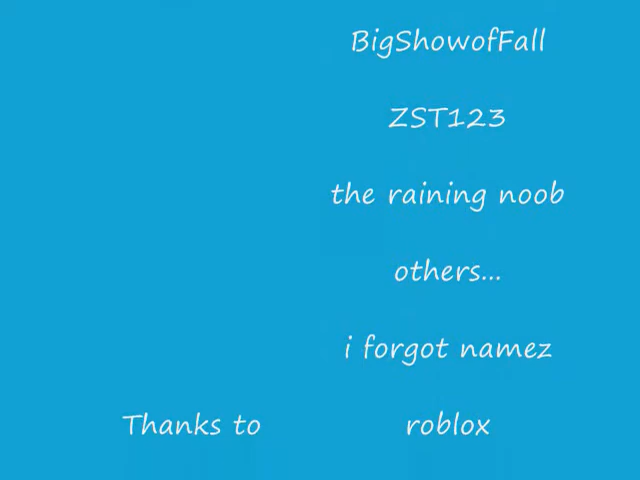 BigShowofFall
ZST123
the raining noob
others...
i forgot namez
Thanks to roblox